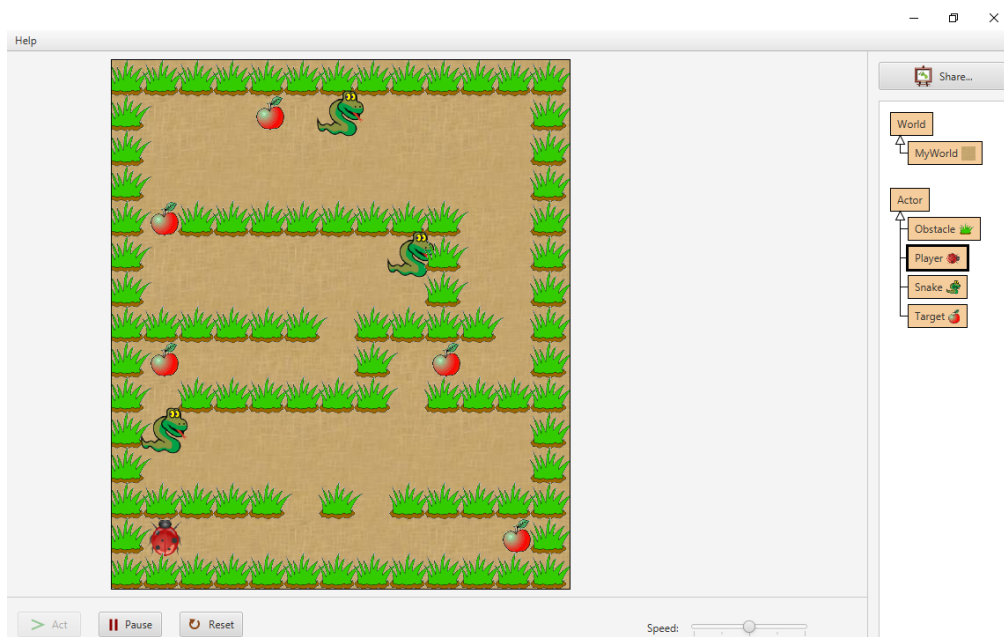 Help
Share...
World
MyWorld
Actor
Obstacle
Player
Snake
Target
Act
Pause
Reset
Speed: